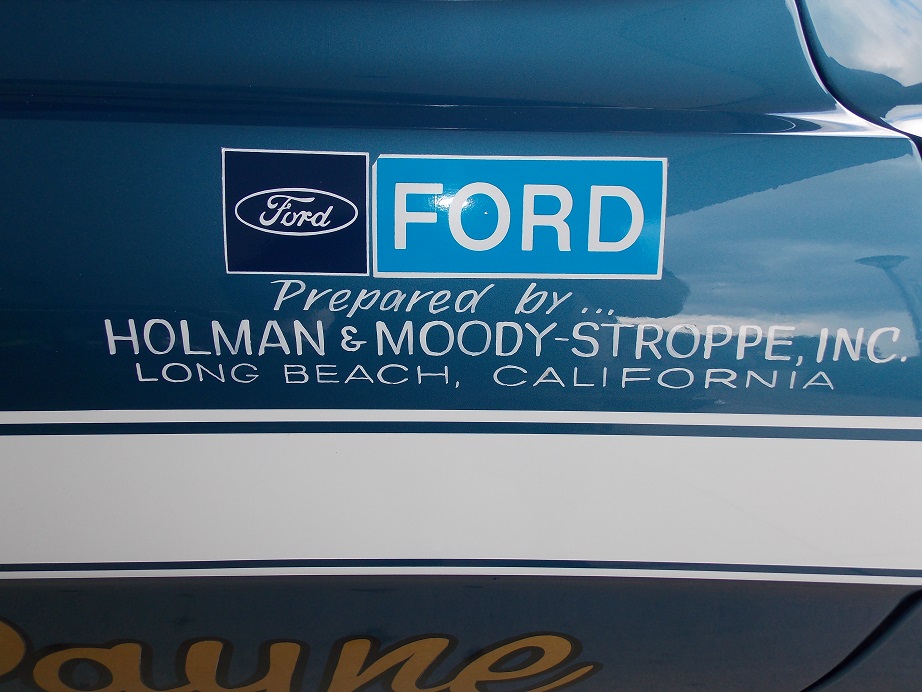 Ford FORD
Prepared by...
HOLMAN & MOODY-STROPPE, INC.
LONG BEACH, CALIFORNIA